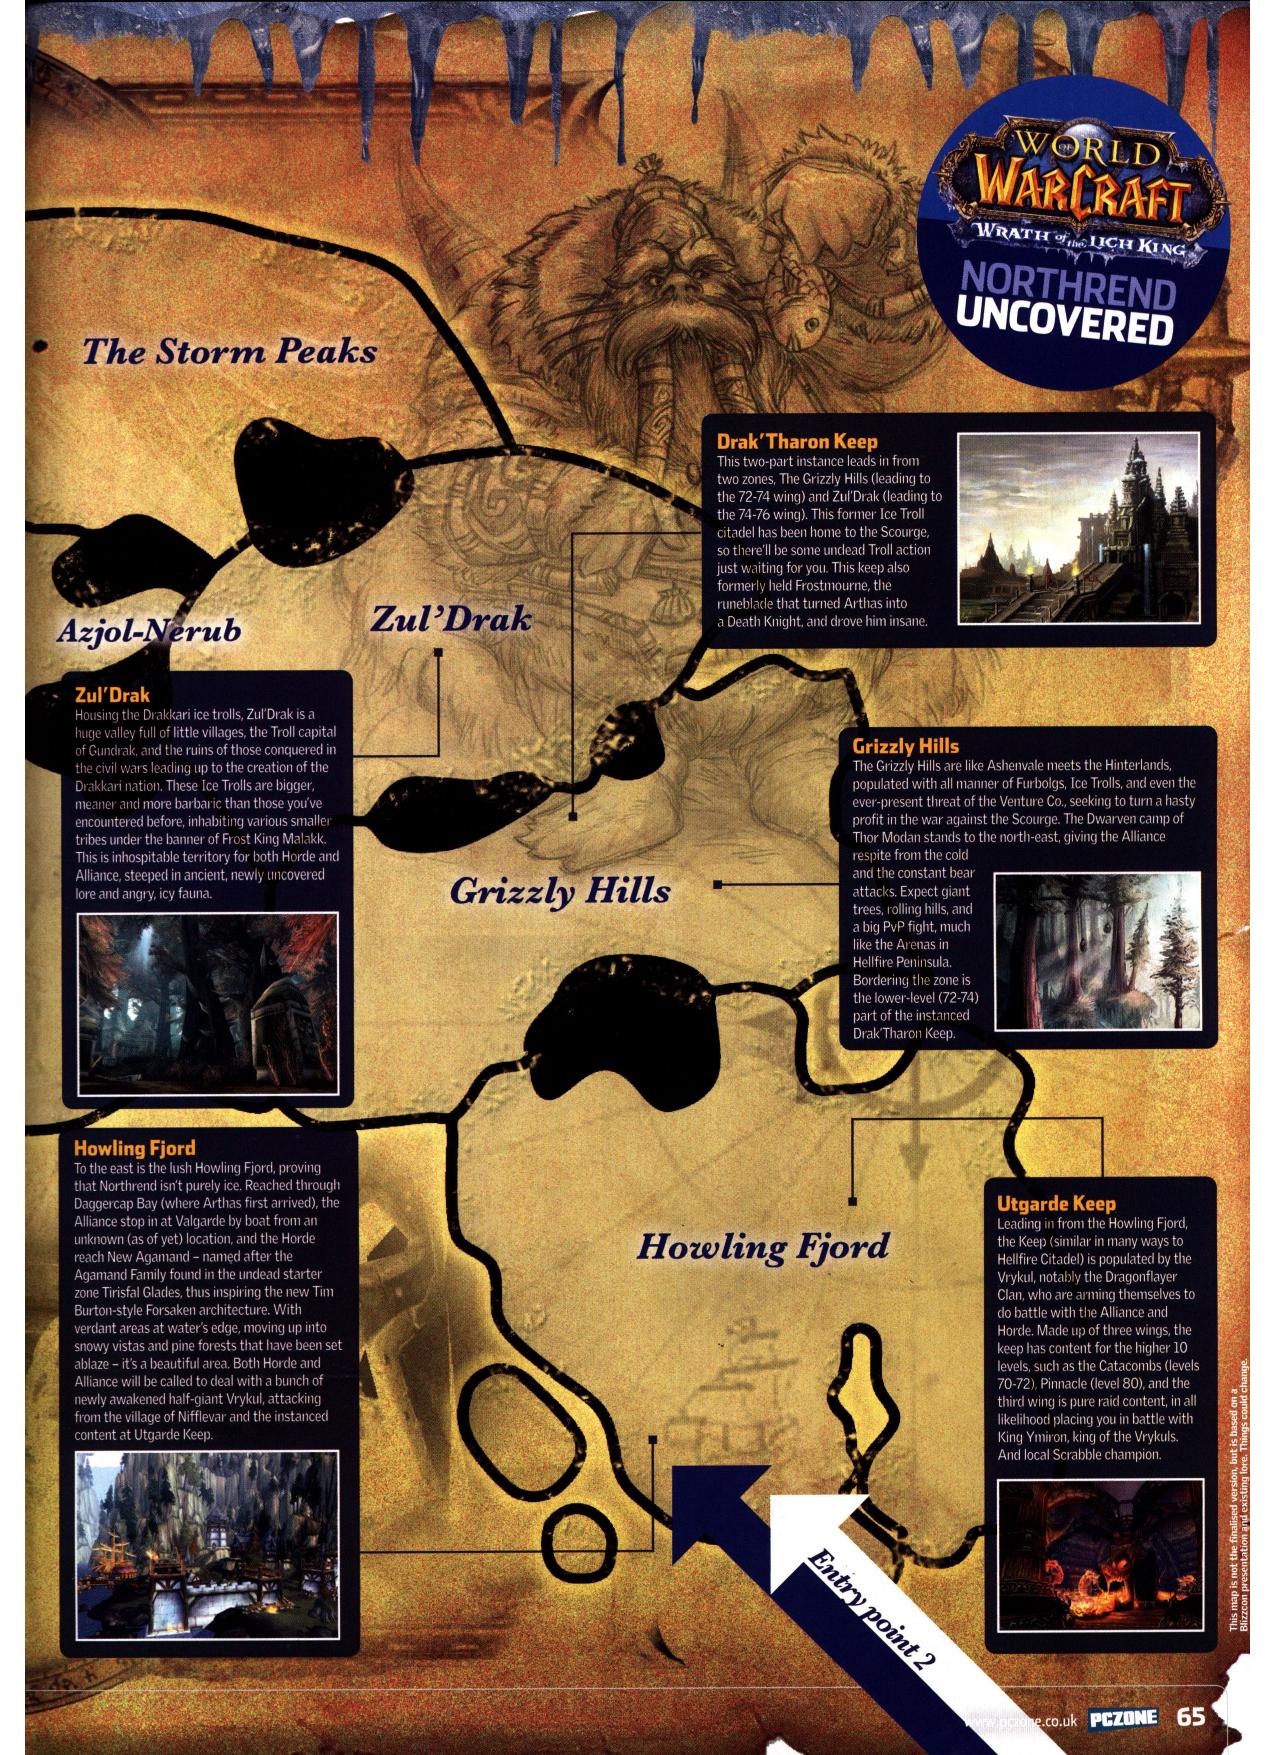 WORLD
OF
WARCRAFT
WRATH of the LICH KING
NORTHREND
UNCOVERED
The Storm Peaks
Drak'Tharon Keep
This two-part instance leads in from
two zones, The Grizzly Hills (leading to
the 72-74 wing) and Zul'Drak (leading to
the 74-76 wing). This former Ice Troll
citadel has been home to the Scourge,
so there'll be some undead Troll action
just waiting for you. This keep also
formerly held Frostmourne, the
runeblade that turned Arthas into
a Death Knight, and drove him insane.
Azjol-Nerub
Zul'Drak
Zul'Drak
Housing the Drakkari ice trolls, Zul'Drak is a
huge valley full of little villages, the Troll capital
of Gundrak, and the ruins of those conquered in
the civil wars leading up to the creation of the
Drakkari nation. These Ice Trolls are bigger,
meaner and more barbaric than those you've
encountered before, inhabiting various smaller
tribes under the banner of Frost King Malakk.
This is inhospitable territory for both Horde and
Alliance, steeped in ancient, newly uncovered
lore and angry, icy fauna.
Grizzly Hills
The Grizzly Hills are like Ashenvale meets the Hinterlands,
populated with all manner of Furbolgs, Ice Trolls, and even the
ever-present threat of the Venture Co., seeking to turn a hasty
profit in the war against the Scourge. The Dwarven camp of
Thor Modan stands to the north-east, giving the Alliance
respite from the cold
and the constant bear
attacks. Expect giant
trees, rolling hills, and
a big PvP fight, much
like the Arenas in
Hellfire Peninsula.
Bordering the zone is
the lower-level (72-74)
part of the instanced
Drak'Tharon Keep.
Grizzly Hills
Howling Fjord
To the east is the lush Howling Fjord, proving
that Northrend isn't purely ice. Reached through
Daggercap Bay (where Arthas first arrived), the
Alliance stop in at Valgarde by boat from an
unknown (as of yet) location, and the Horde
reach New Agamand – named after the
Agamand Family found in the undead starter
zone Tirisfal Glades, thus inspiring the new Tim
Burton-style Forsaken architecture. With
verdant areas at water's edge, moving up into
snowy vistas and pine forests that have been set
ablaze – it's a beautiful area. Both Horde and
Alliance will be called to deal with a bunch of
newly awakened half-giant Vrykul, attacking
from the village of Nifflevar and the instanced
content at Utgarde Keep.
Howling Fjord
Utgarde Keep
Leading in from the Howling Fjord,
the Keep (similar in many ways to
Hellfire Citadel) is populated by the
Vrykul, notably the Dragonflayer
Clan, who are arming themselves to
do battle with the Alliance and
Horde. Made up of three wings, the
keep has content for the higher 10
levels, such as the Catacombs (levels
70-72), Pinnacle (level 80), and the
third wing is pure raid content, in all
likelihood placing you in battle with
King Ymiron, king of the Vrykuls.
And local Scrabble champion.
Entry point 2
This map is not the finalised version, but is based on a
Blizzcon presentation and existing lore. Things could change.
www.pczone.co.uk
PCZONE
65